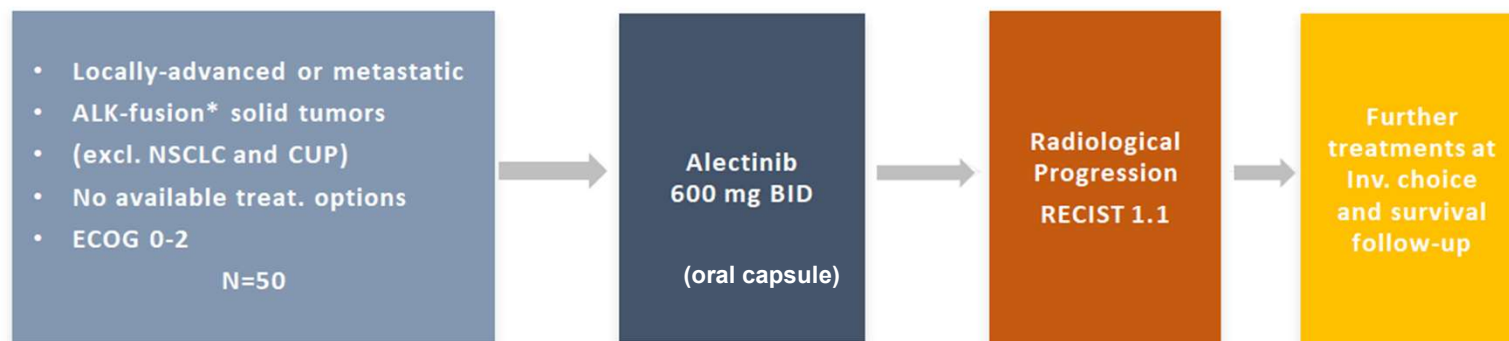 • Locally-advanced or metastatic
• ALK-fusion* solid tumors
• (excl. NSCLC and CUP)
• No available treat. options
• ECOG 0-2
N=50
Alectinib
600 mg BID
(oral capsule)
Radiological
Progression
RECIST 1.1
Further
treatments at
Inv. choice
and survival
follow-up